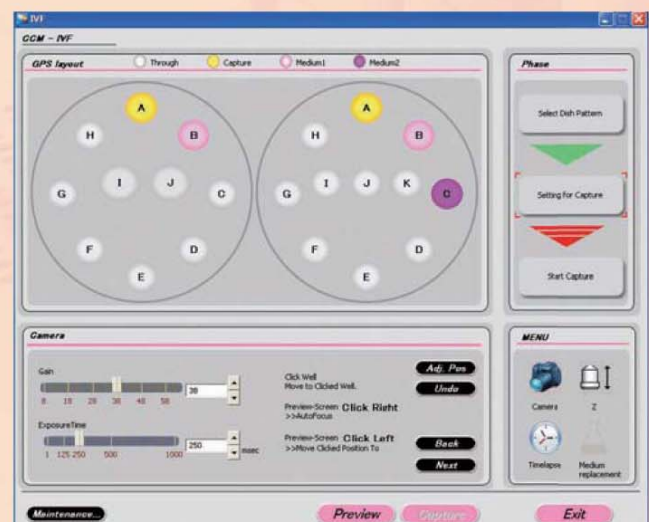 IVF
CCM - IVF
GPS layout
Through
Capture
Medium1
Medium2
A
B
C
D
E
F
G
H
I
J
A
B
C
D
E
F
G
H
I
J
K
Phase
Select Dish Pattern
Setting for Capture
Start Capture
Camera
Gain
8 18 28 38 48 58
38
ExposureTime
1 125 250 500 1000
250
msec
Click Well
Move to Clicked Well.
Preview-Screen Click Right
>>AutoFocus
Preview-Screen Click Left
>>Move Clicked Position To
Adj. Pos
Undo
Back
Next
MENU
Camera
Z
Timelapse
Medium
replacement
Maintenance...
Preview
Capture
Exit